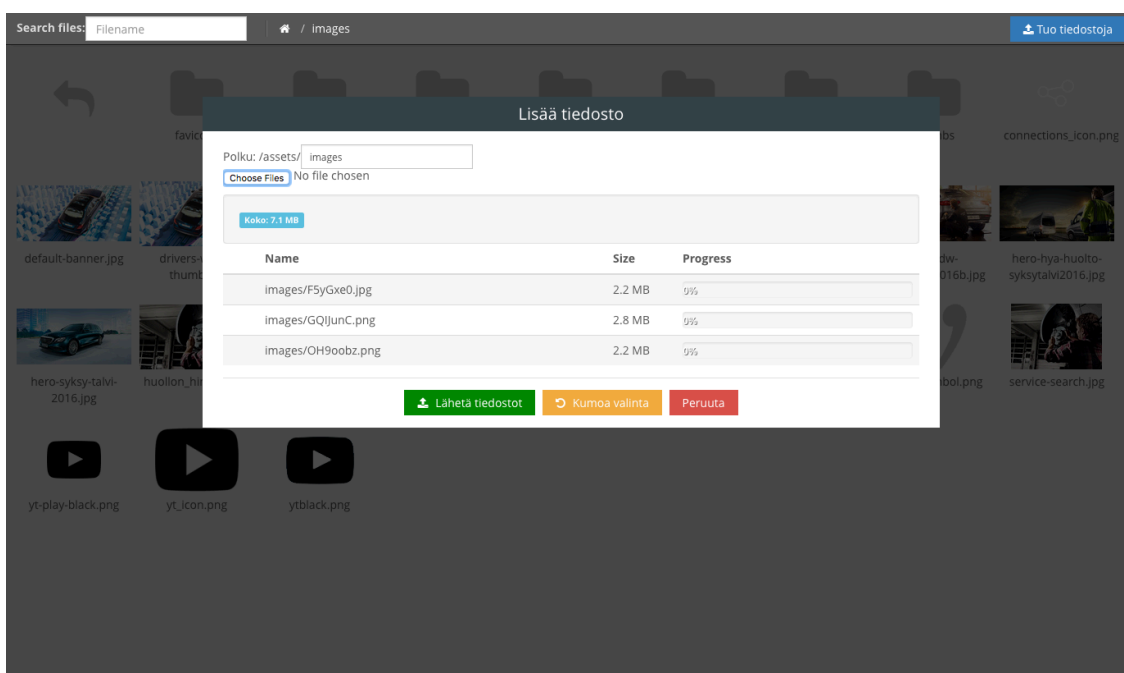 Search files: Filename / images Tuo tiedostoja
Lisää tiedosto
connections_icon.png
Polku: /assets/ images
Choose Files No file chosen
Koko: 7.1 MB
default-banner.jpg
hero-hya-huolto-
syksytalvi2016.jpg
Name Size Progress
images/F5yGxe0.jpg 2.2 MB 0%
images/GQIJunC.png 2.8 MB 0%
images/OH9oobz.png 2.2 MB 0%
hero-syksy-talvi-
2016.jpg
service-search.jpg
Lähetä tiedostot Kumoa valinta Peruuta
yt-play-black.png yt_icon.png ytblack.png